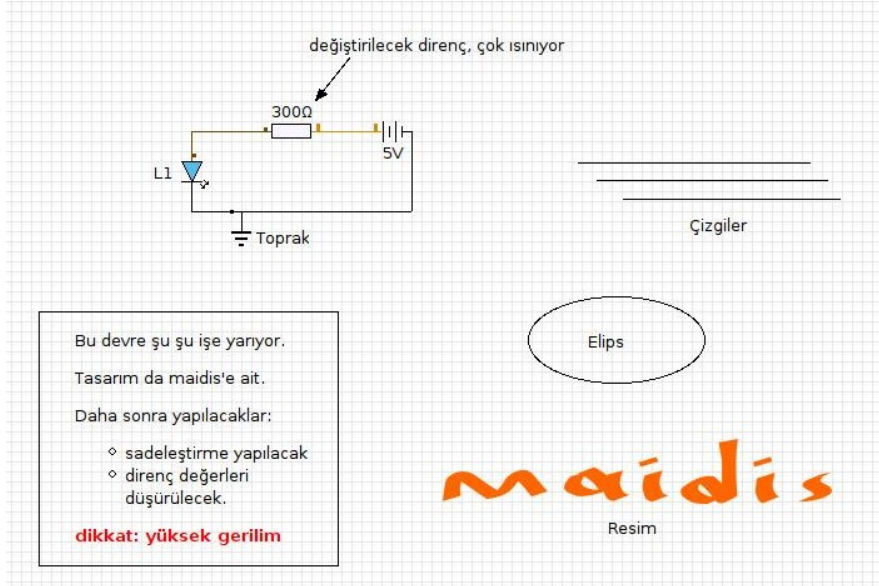 değiştirilecek direnç, çok ısınıyor
300Ω
5V
L1
Toprak
Çizgiler
Bu devre şu şu işe yarıyor.
Tasarım da maidis'e ait.
Daha sonra yapılacaklar:
sadeleştirme yapılacak
direnç değerleri
düşürülecek.
dikkat: yüksek gerilim
Elips
maidis
Resim